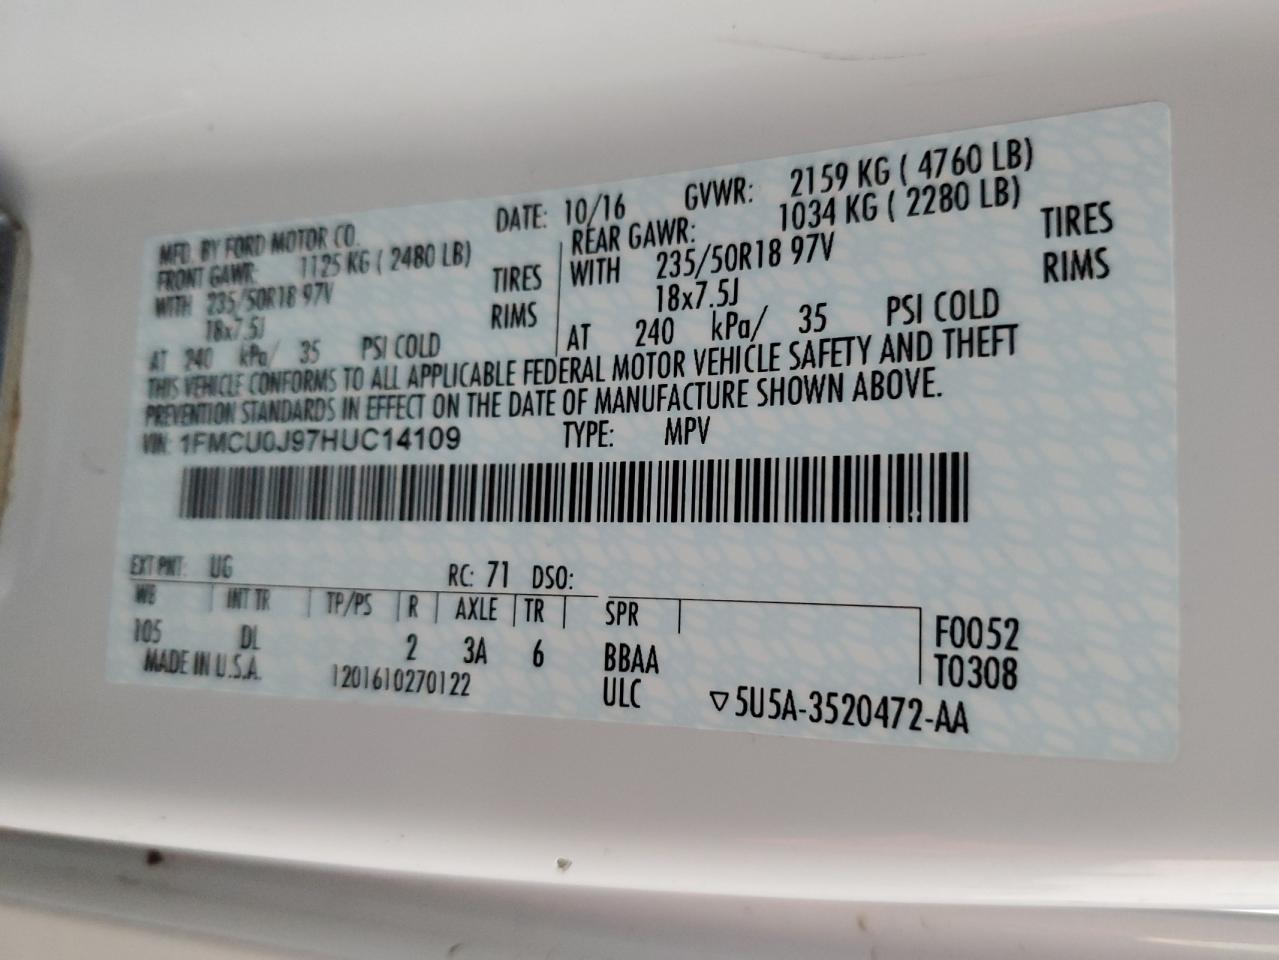 MFD. BY FORD MOTOR CO. DATE: 10/16 GVWR: 2159 KG ( 4760 LB)
FRONT GAWR: 1125 KG ( 2480 LB) REAR GAWR: 1034 KG ( 2280 LB)
WITH 235/50R18 97V TIRES WITH 235/50R18 97V TIRES
18x7.5J RIMS 18x7.5J RIMS
AT 240 kPa/ 35 PSI COLD AT 240 kPa/ 35 PSI COLD
THIS VEHICLE CONFORMS TO ALL APPLICABLE FEDERAL MOTOR VEHICLE SAFETY AND THEFT
PREVENTION STANDARDS IN EFFECT ON THE DATE OF MANUFACTURE SHOWN ABOVE.
VIN: 1FMCU0J97HUC14109 TYPE: MPV
EXT PNT: UG RC: 71 DSO:
WB INT TR TP/PS R AXLE TR SPR F0052
105 DL 2 3A 6 BBAA T0308
MADE IN U.S.A. 1201610270122 ULC ▽5U5A-3520472-AA